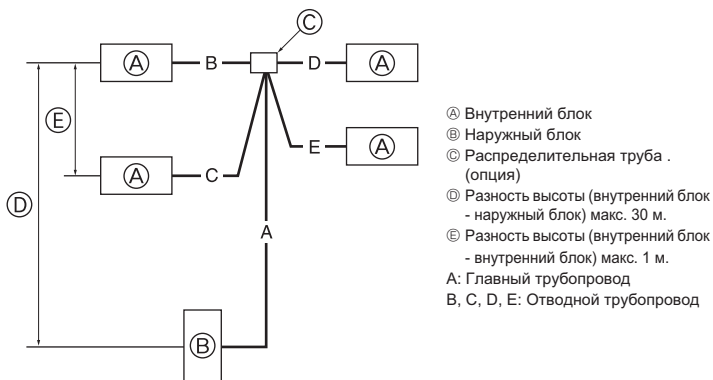 Ⓒ
Ⓐ B D Ⓐ
Ⓔ
E Ⓐ
Ⓐ C
Ⓓ
A
Ⓑ
Ⓐ Внутренний блок
Ⓑ Наружный блок
Ⓒ Распределительная труба .
(опция)
Ⓓ Разность высоты (внутренний блок
- наружный блок) макс. 30 м.
Ⓔ Разность высоты (внутренний блок
- внутренний блок) макс. 1 м.
A: Главный трубопровод
B, C, D, E: Отводной трубопровод